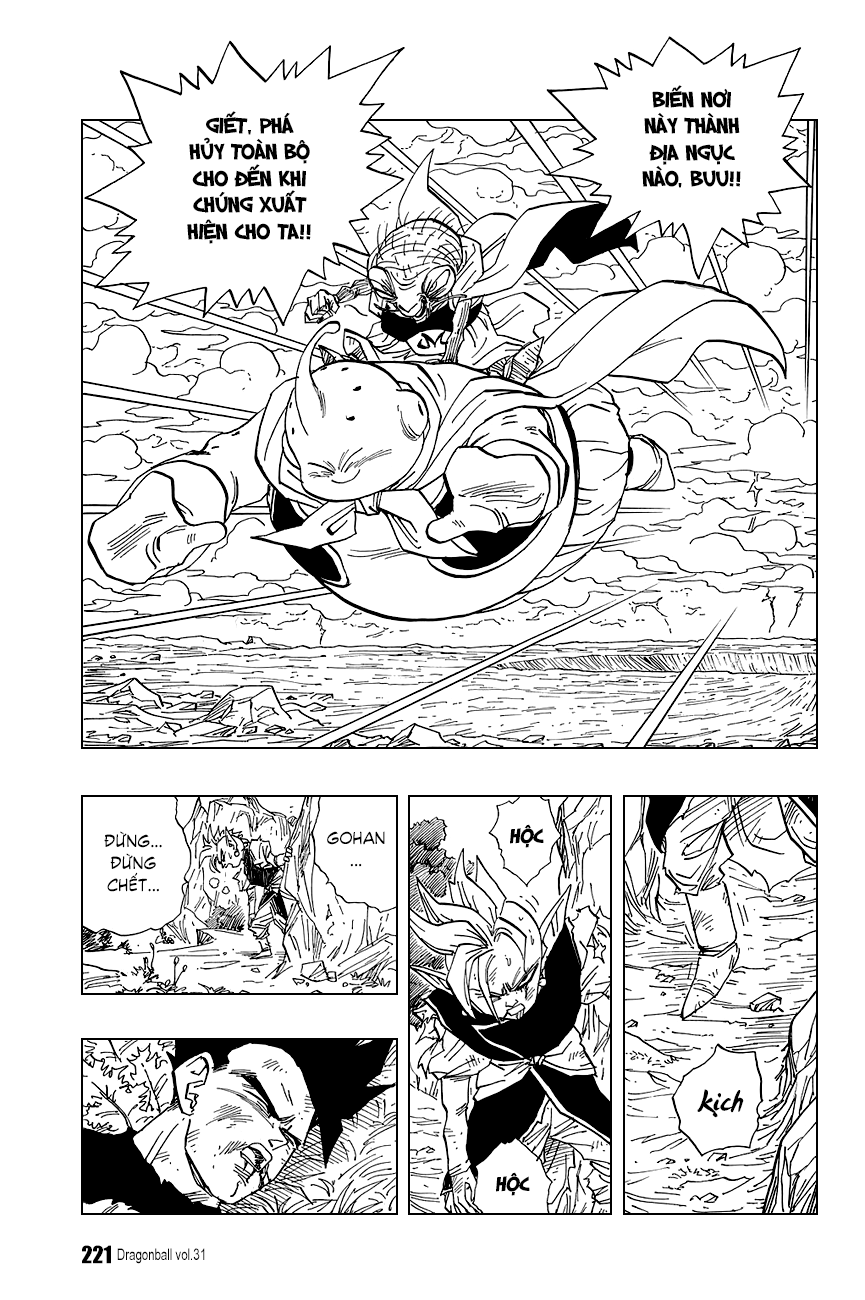 BIẾN NƠI
NÀY THÀNH
ĐỊA NGỤC
NÀO, BUU!!
GIẾT, PHÁ
HỦY TOÀN BỘ
CHO ĐẾN KHI
CHÚNG XUẤT
HIỆN CHO TA!!
M
kịch
HỘC
HỘC
GOHAN
...
ĐỪNG...
ĐỪNG
CHẾT...
221 Dragonball vol.31